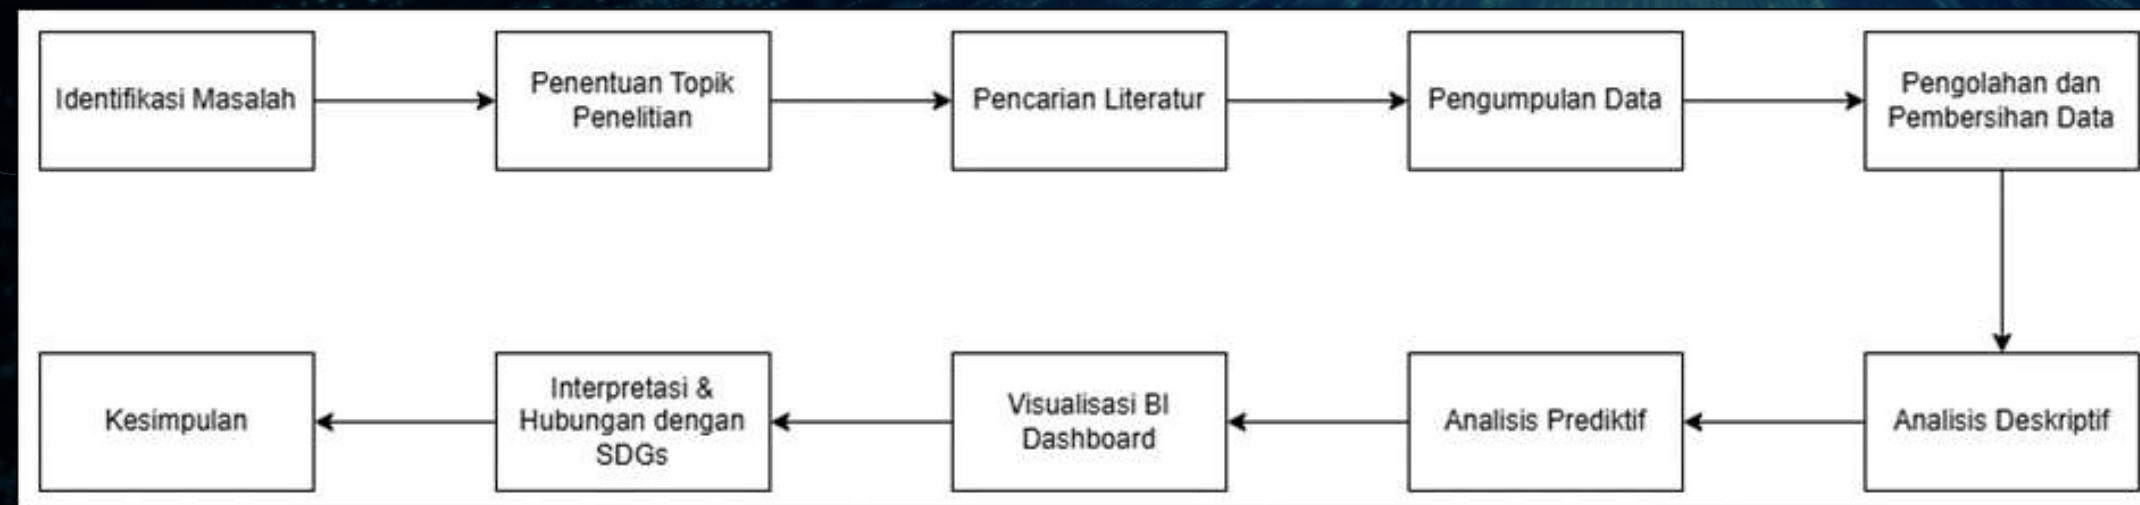 Identifikasi Masalah
Penentuan Topik
Penelitian
Pencarian Literatur
Pengumpulan Data
Pengolahan dan
Pembersihan Data
Analisis Deskriptif
Analisis Prediktif
Visualisasi BI
Dashboard
Interpretasi &
Hubungan dengan
SDGs
Kesimpulan